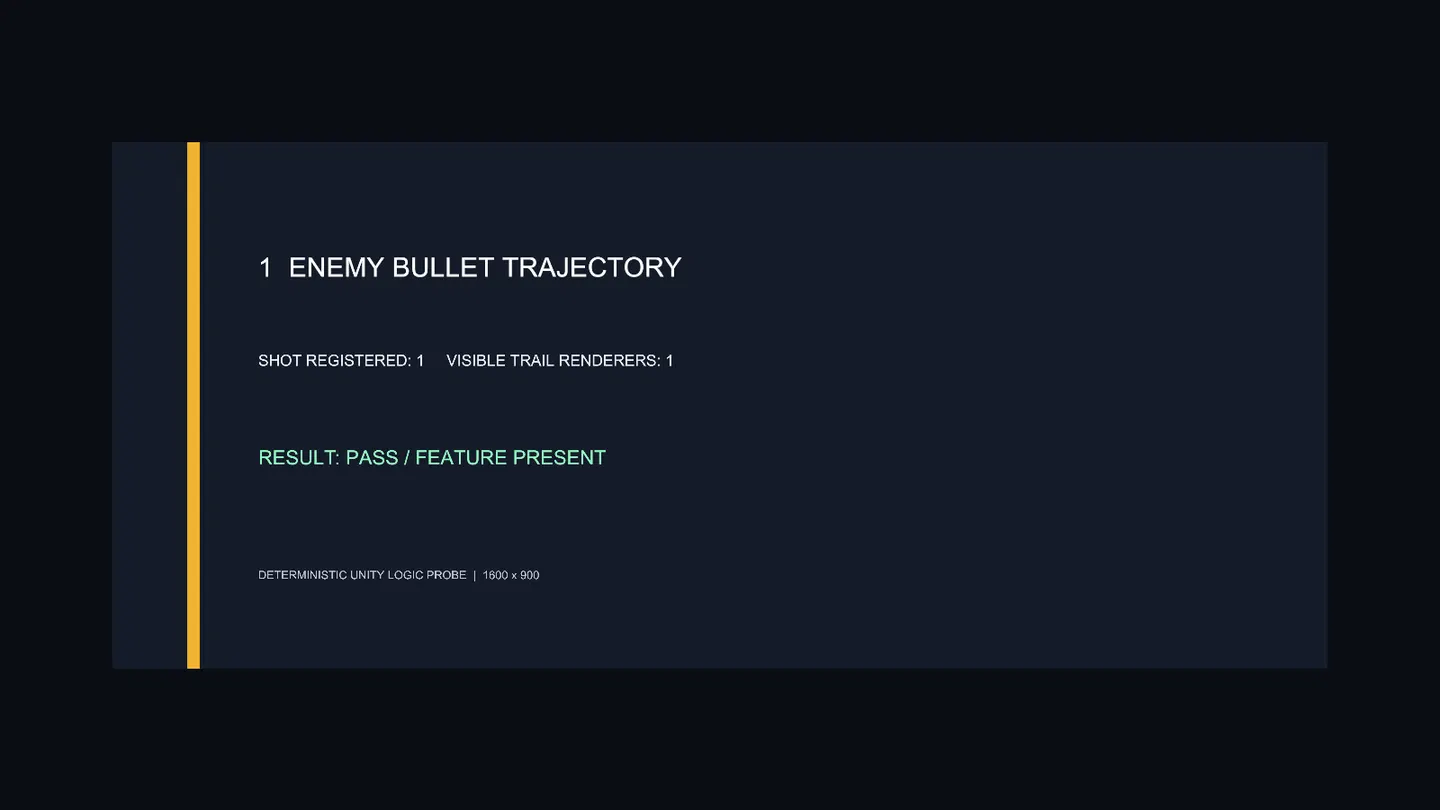 1 ENEMY BULLET TRAJECTORY
SHOT REGISTERED: 1 VISIBLE TRAIL RENDERERS: 1
RESULT: PASS / FEATURE PRESENT
DETERMINISTIC UNITY LOGIC PROBE | 1600 x 900